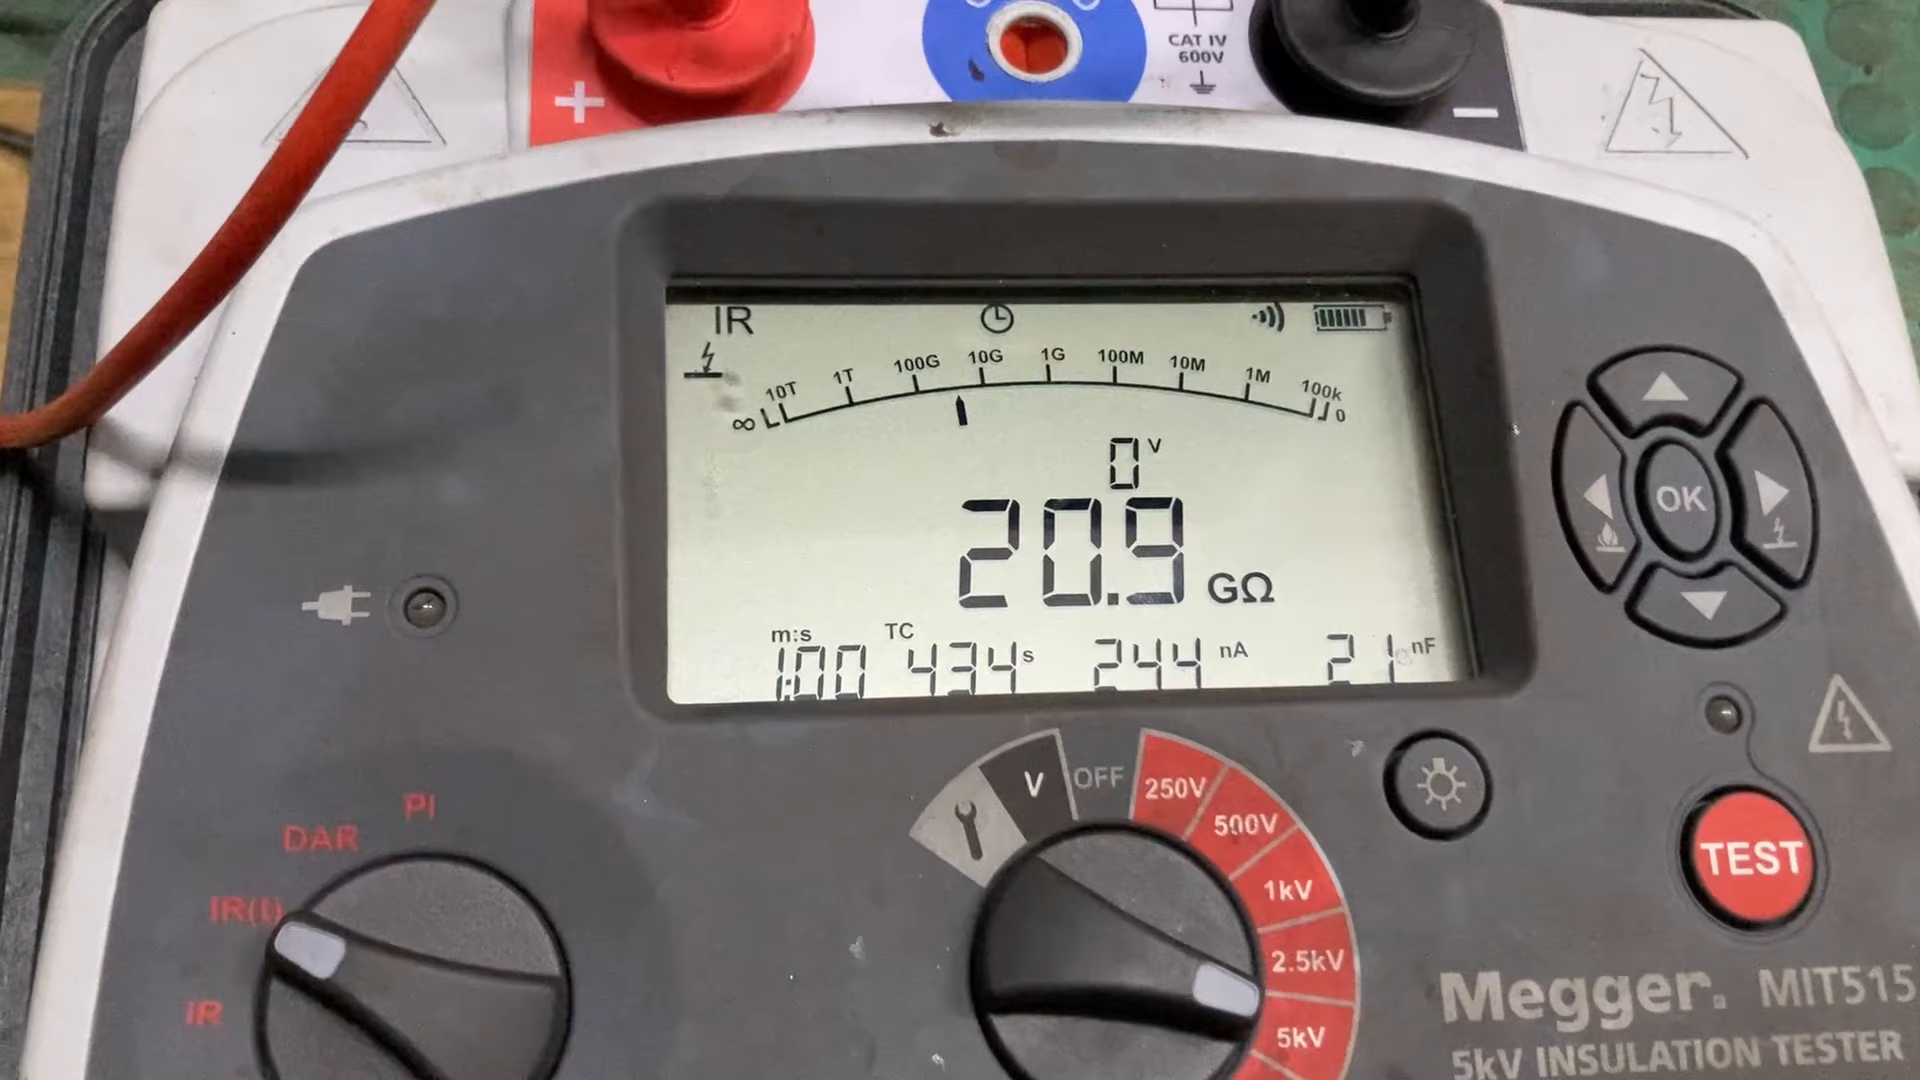 +
CAT IV
600V
−
IR
∞ 10T 1T 100G 10G 1G 100M 10M 1M 100k 0
0 V
20.9 GΩ
m:s TC
1:00 434 s 244 nA 21 nF
OK
V OFF 250V 500V 1kV 2.5kV 5kV
PI
DAR
IR(t)
IR
TEST
Megger. MIT515
5kV INSULATION TESTER